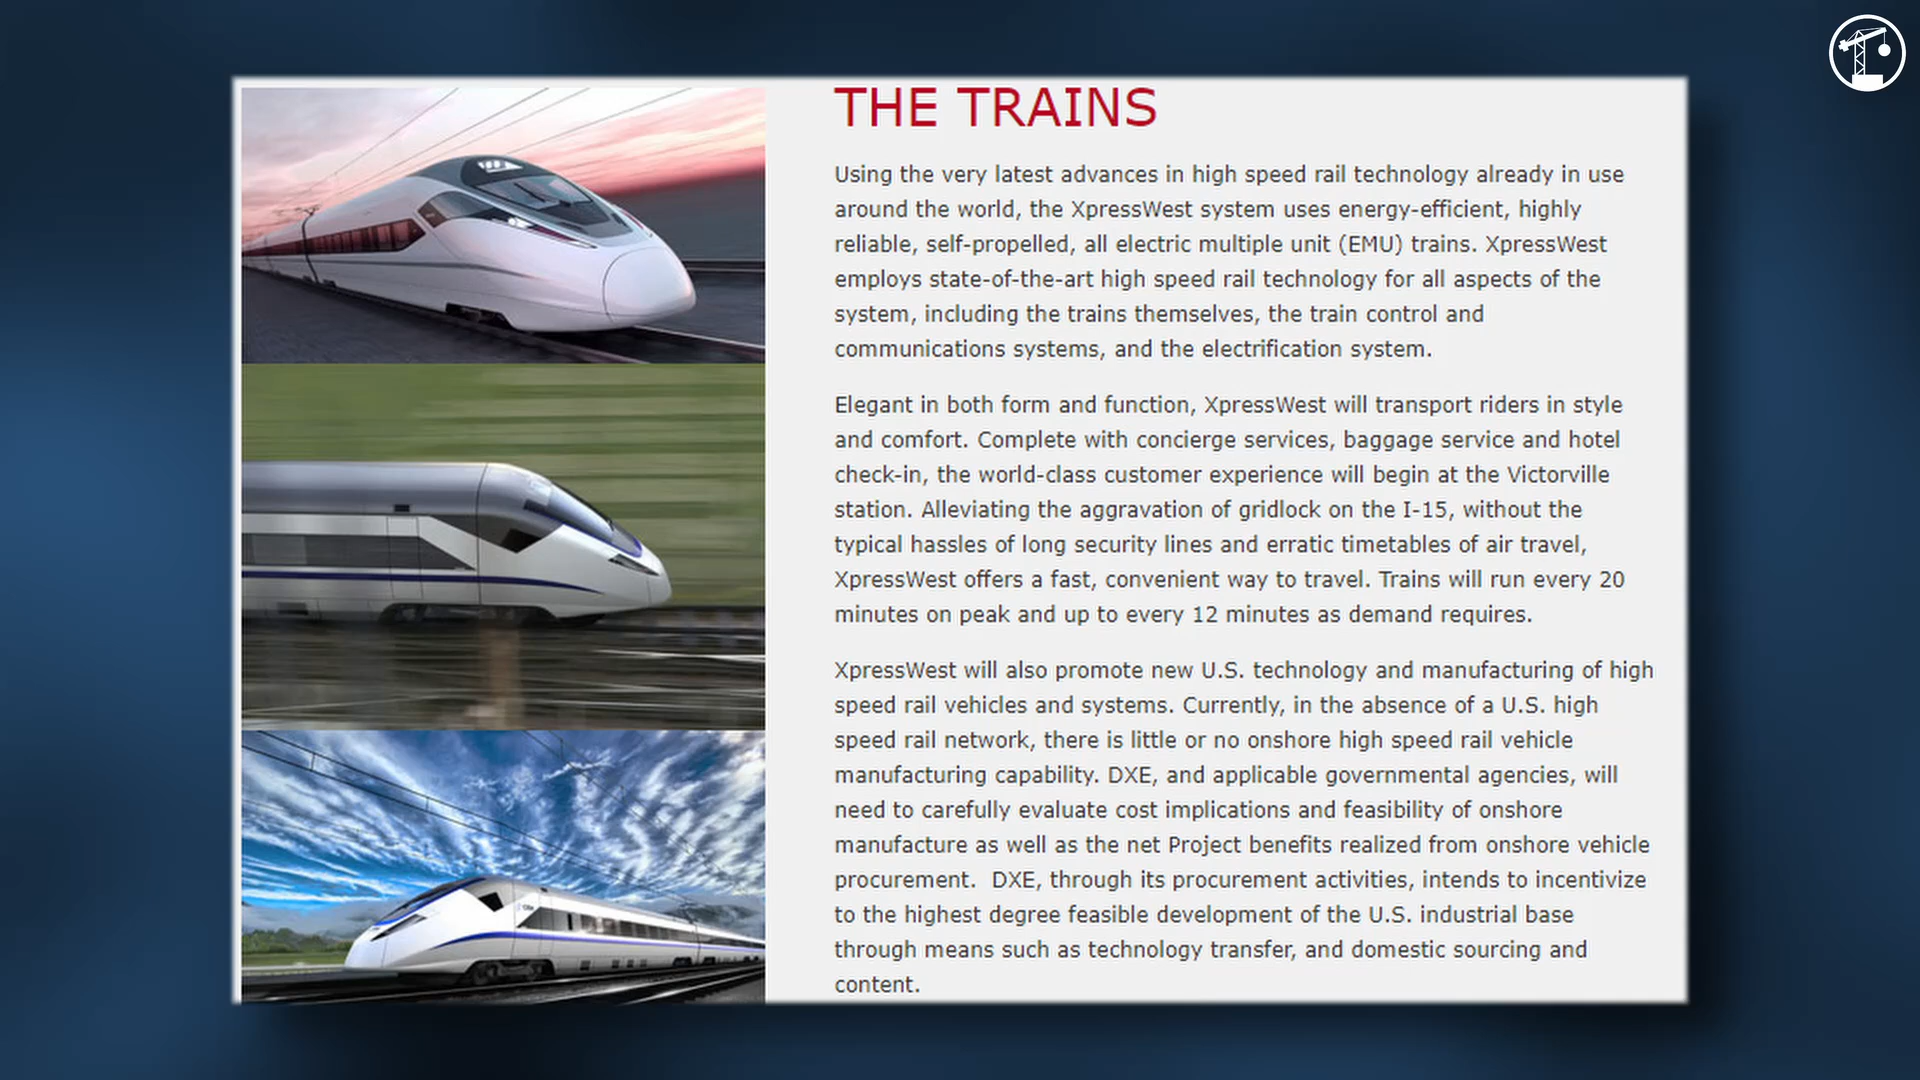 THE TRAINS
Using the very latest advances in high speed rail technology already in use
around the world, the XpressWest system uses energy-efficient, highly
reliable, self-propelled, all electric multiple unit (EMU) trains. XpressWest
employs state-of-the-art high speed rail technology for all aspects of the
system, including the trains themselves, the train control and
communications systems, and the electrification system.
Elegant in both form and function, XpressWest will transport riders in style
and comfort. Complete with concierge services, baggage service and hotel
check-in, the world-class customer experience will begin at the Victorville
station. Alleviating the aggravation of gridlock on the I-15, without the
typical hassles of long security lines and erratic timetables of air travel,
XpressWest offers a fast, convenient way to travel. Trains will run every 20
minutes on peak and up to every 12 minutes as demand requires.
XpressWest will also promote new U.S. technology and manufacturing of high
speed rail vehicles and systems. Currently, in the absence of a U.S. high
speed rail network, there is little or no onshore high speed rail vehicle
manufacturing capability. DXE, and applicable governmental agencies, will
need to carefully evaluate cost implications and feasibility of onshore
manufacture as well as the net Project benefits realized from onshore vehicle
procurement.  DXE, through its procurement activities, intends to incentivize
to the highest degree feasible development of the U.S. industrial base
through means such as technology transfer, and domestic sourcing and
content.